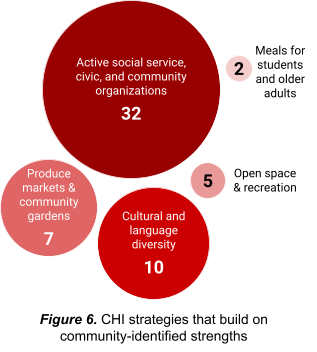 Active social service,
civic, and community
organizations
32
2
Meals for
students
and older
adults
Produce
markets &
community
gardens
7
5
Open space
& recreation
Cultural and
language
diversity
10
Figure 6. CHI strategies that build on
community-identified strengths